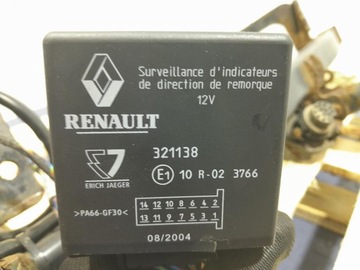 Surveillance d'indicateurs
de direction de remorque
12V
RENAULT
321138
E1 10 R-02 3766
ERICH JAEGER
>PA66-GF30<
14 12 10 8 6 4 2
13 11 9 7 5 3 1
08/2004